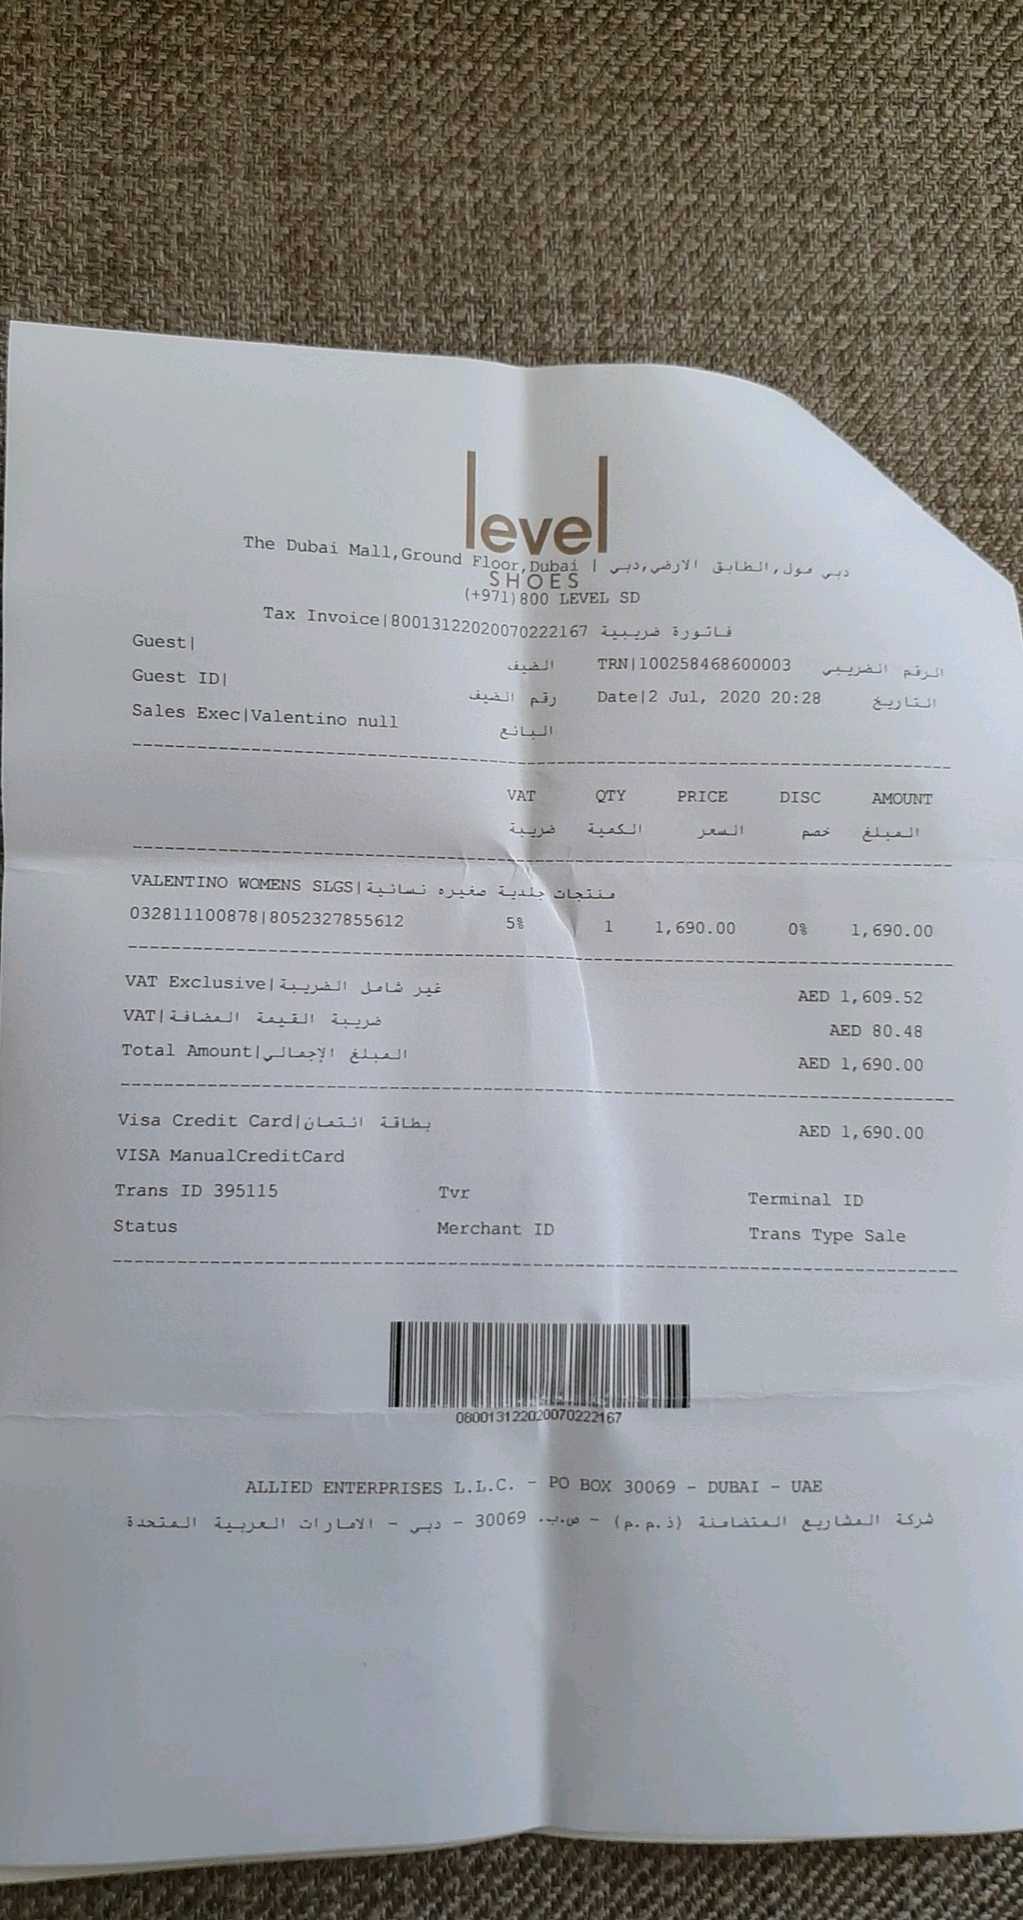 level
The Dubai Mall,Ground Floor,Dubai | دبي مول,الطابق الارضي,دبي
SHOES
(+971)800 LEVEL SD
Tax Invoice|80013122020070222167 فاتورة ضريبية
Guest| الضيف TRN|100258468600003 الرقم الضريبي
Guest ID| رقم الضيف Date|2 Jul, 2020 20:28 التاريخ
Sales Exec|Valentino null البائع
VAT QTY PRICE DISC AMOUNT
ضريبة الكمية السعر خصم المبلغ
VALENTINO WOMENS SLGS|منتجات جلدية صغيره نسائية
032811100878|8052327855612 5% 1 1,690.00 0% 1,690.00
VAT Exclusive|غير شامل الضريبة AED 1,609.52
VAT|ضريبة القيمة المضافة AED 80.48
Total Amount|المبلغ الإجمالي AED 1,690.00
Visa Credit Card|بطاقة ائتمان AED 1,690.00
VISA ManualCreditCard
Trans ID 395115 Tvr Terminal ID
Status Merchant ID Trans Type Sale
080013122020070222167
ALLIED ENTERPRISES L.L.C. - PO BOX 30069 - DUBAI - UAE
شركة المشاريع المتضامنة (ذ.م.م) - ص.ب. 30069 - دبي - الامارات العربية المتحدة